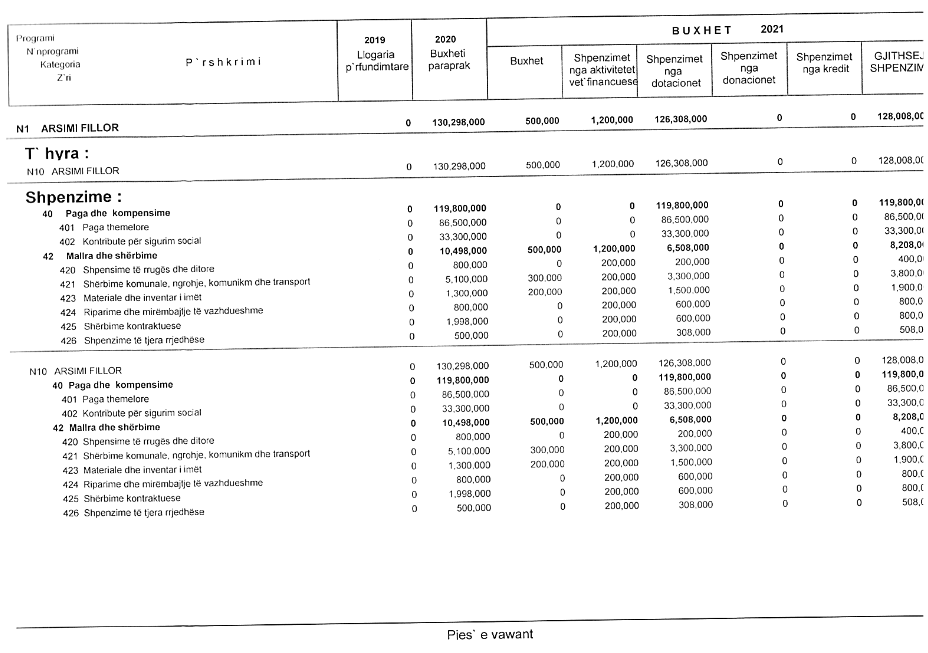 Programi
N`nprogrami
Kategoria
Z`ri
P`rshkrimi
2019
Llogaria
p`rfundimtare
2020
Buxheti
paraprak
BUXHET 2021
Buxhet
Shpenzimet
nga aktivitetet
vet`financuese
Shpenzimet
nga
dotacionet
Shpenzimet
nga
donacionet
Shpenzimet
nga kredit
GJITHSEJ
SHPENZIM
N1 ARSIMI FILLOR 0 130,298,000 500,000 1,200,000 126,308,000 0 0 128,008,00
T` hyra :
N10 ARSIMI FILLOR 0 130,298,000 500,000 1,200,000 126,308,000 0 0 128,008,00
Shpenzime :
40 Paga dhe kompensime 0 119,800,000 0 0 119,800,000 0 0 119,800,00
401 Paga themelore 0 86,500,000 0 0 86,500,000 0 0 86,500,00
402 Kontribute për sigurim social 0 33,300,000 0 0 33,300,000 0 0 33,300,00
42 Mallra dhe shërbime 0 10,498,000 500,000 1,200,000 6,508,000 0 0 8,208,00
420 Shpensime të rrugës dhe ditore 0 800,000 0 200,000 200,000 0 0 400,0
421 Shërbime komunale, ngrohje, komunikm dhe transport 0 5,100,000 300,000 200,000 3,300,000 0 0 3,800,0
423 Materiale dhe inventar i imët 0 1,300,000 200,000 200,000 1,500,000 0 0 1,900,0
424 Riparime dhe mirëmbajtje të vazhdueshme 0 800,000 0 200,000 600,000 0 0 800,0
425 Shërbime kontraktuese 0 1,998,000 0 200,000 600,000 0 0 800,0
426 Shpenzime të tjera rrjedhëse 0 500,000 0 200,000 308,000 0 0 508,0
N10 ARSIMI FILLOR 0 130,298,000 500,000 1,200,000 126,308,000 0 0 128,008,0
40 Paga dhe kompensime 0 119,800,000 0 0 119,800,000 0 0 119,800,0
401 Paga themelore 0 86,500,000 0 0 86,500,000 0 0 86,500,0
402 Kontribute për sigurim social 0 33,300,000 0 0 33,300,000 0 0 33,300,0
42 Mallra dhe shërbime 0 10,498,000 500,000 1,200,000 6,508,000 0 0 8,208,0
420 Shpensime të rrugës dhe ditore 0 800,000 0 200,000 200,000 0 0 400,0
421 Shërbime komunale, ngrohje, komunikm dhe transport 0 5,100,000 300,000 200,000 3,300,000 0 0 3,800,0
423 Materiale dhe inventar i imët 0 1,300,000 200,000 200,000 1,500,000 0 0 1,900,0
424 Riparime dhe mirëmbajtje të vazhdueshme 0 800,000 0 200,000 600,000 0 0 800,0
425 Shërbime kontraktuese 0 1,998,000 0 200,000 600,000 0 0 800,0
426 Shpenzime të tjera rrjedhëse 0 500,000 0 200,000 308,000 0 0 508,0
Pies` e vawant